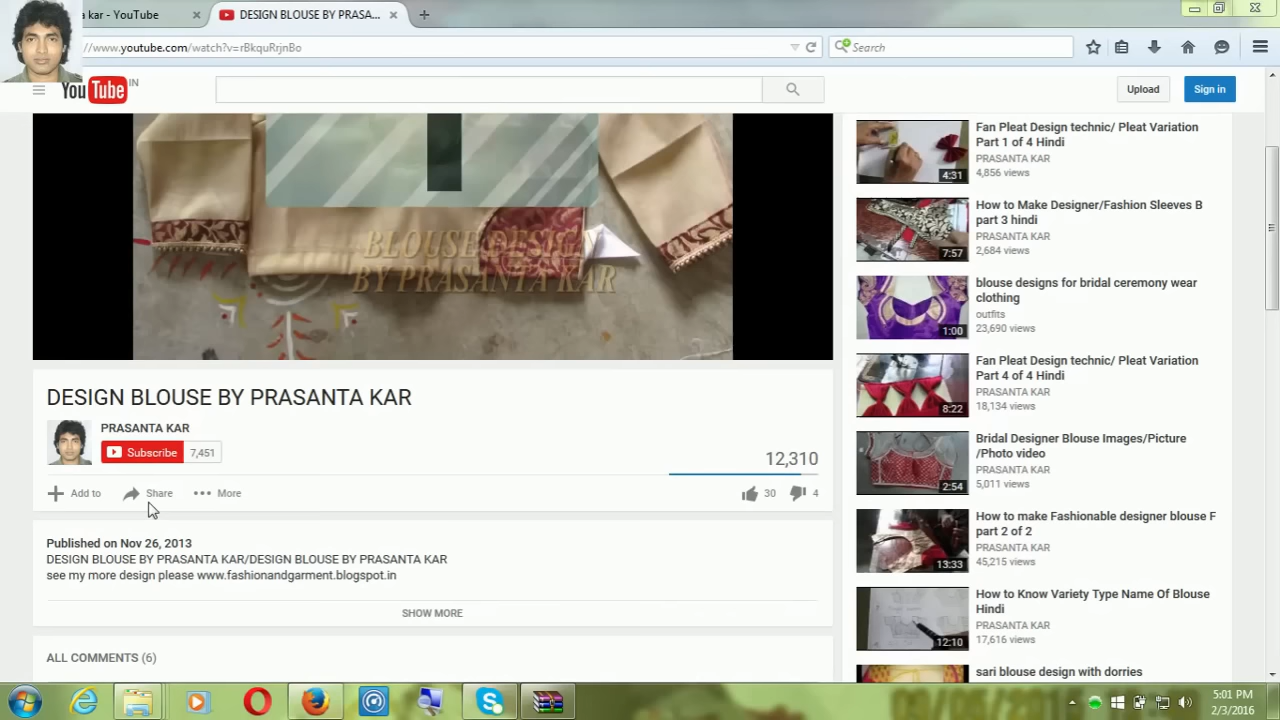 a kar - YouTube
DESIGN BLOUSE BY PRASA...
//www.youtube.com/watch?v=rBkquRrjnBo
Search
YouTube IN
Upload
Sign in
BLOUSE DESIGN
BY PRASANTA KAR
DESIGN BLOUSE BY PRASANTA KAR
PRASANTA KAR
Subscribe 7,451
12,310
Add to Share More
30 4
Published on Nov 26, 2013
DESIGN BLOUSE BY PRASANTA KAR/DESIGN BLOUSE BY PRASANTA KAR
see my more design please www.fashionandgarment.blogspot.in
SHOW MORE
ALL COMMENTS (6)
Fan Pleat Design technic/ Pleat Variation
Part 1 of 4 Hindi
PRASANTA KAR
4,856 views
4:31
How to Make Designer/Fashion Sleeves B
part 3 hindi
PRASANTA KAR
2,684 views
7:57
blouse designs for bridal ceremony wear
clothing
outfits
23,690 views
1:00
Fan Pleat Design technic/ Pleat Variation
Part 4 of 4 Hindi
PRASANTA KAR
18,134 views
8:22
Bridal Designer Blouse Images/Picture
/Photo video
PRASANTA KAR
5,011 views
2:54
How to make Fashionable designer blouse F
part 2 of 2
PRASANTA KAR
45,215 views
13:33
How to Know Variety Type Name Of Blouse
Hindi
PRASANTA KAR
17,616 views
12:10
sari blouse design with dorries
5:01 PM
2/3/2016